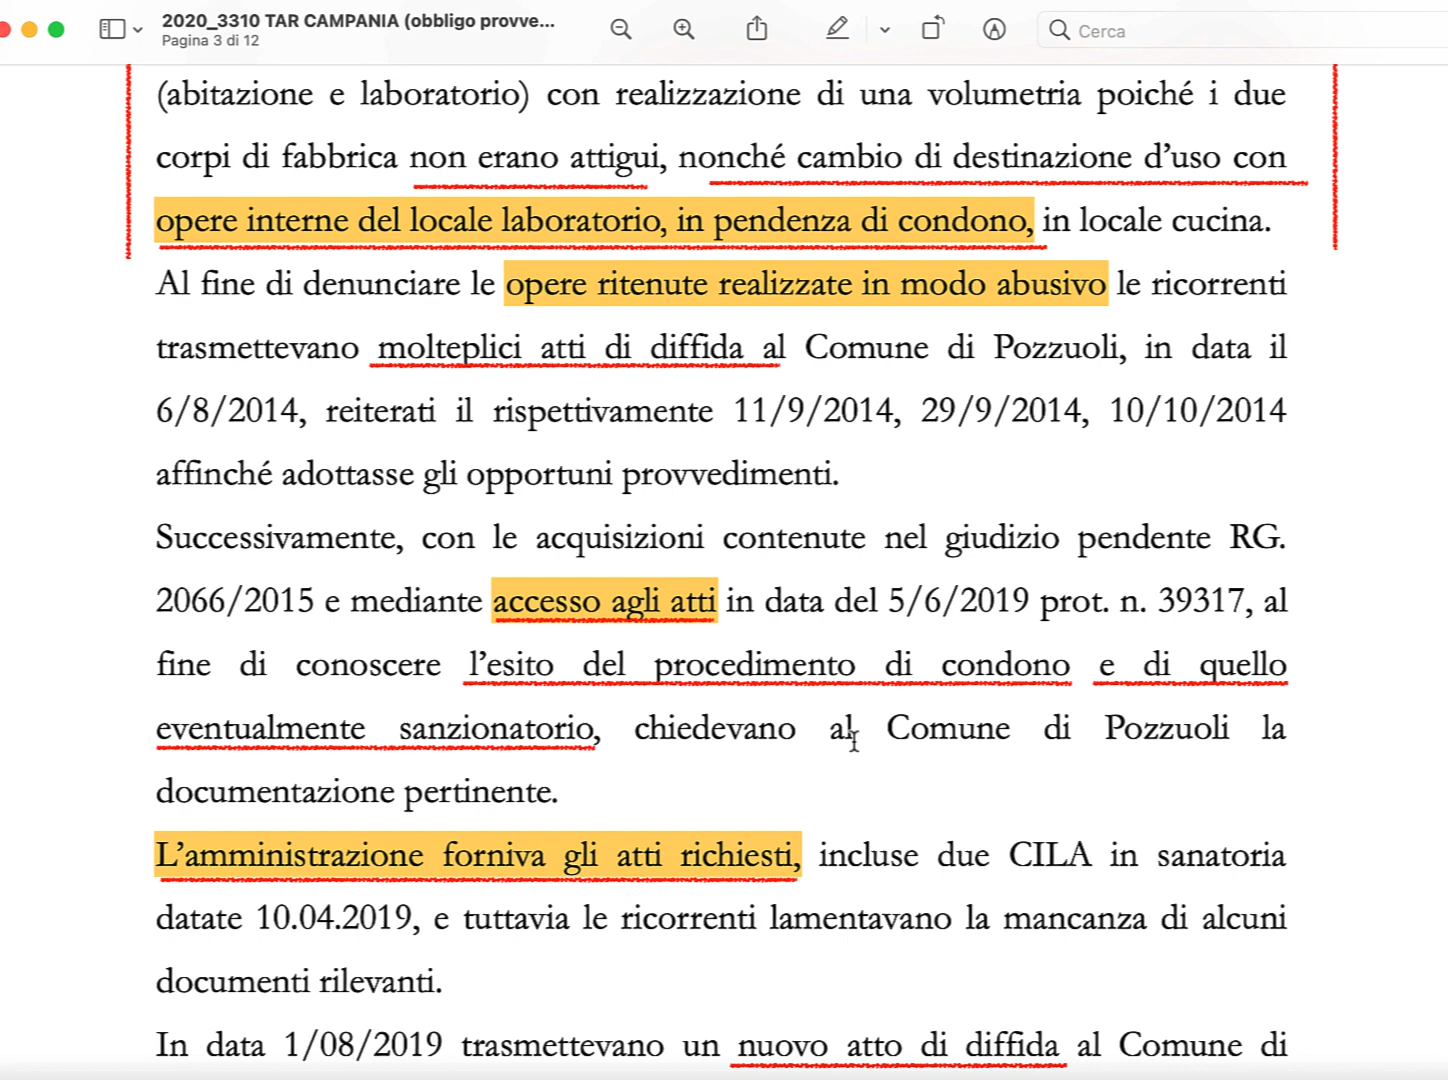 2020_3310 TAR CAMPANIA (obbligo provve...
Pagina 3 di 12
Cerca
(abitazione e laboratorio) con realizzazione di una volumetria poiché i due
corpi di fabbrica non erano attigui, nonché cambio di destinazione d’uso con
opere interne del locale laboratorio, in pendenza di condono, in locale cucina.
Al fine di denunciare le opere ritenute realizzate in modo abusivo le ricorrenti
trasmettevano molteplici atti di diffida al Comune di Pozzuoli, in data il
6/8/2014, reiterati il rispettivamente 11/9/2014, 29/9/2014, 10/10/2014
affinché adottasse gli opportuni provvedimenti.
Successivamente, con le acquisizioni contenute nel giudizio pendente RG.
2066/2015 e mediante accesso agli atti in data del 5/6/2019 prot. n. 39317, al
fine di conoscere l’esito del procedimento di condono e di quello
eventualmente sanzionatorio, chiedevano al Comune di Pozzuoli la
documentazione pertinente.
L’amministrazione forniva gli atti richiesti, incluse due CILA in sanatoria
datate 10.04.2019, e tuttavia le ricorrenti lamentavano la mancanza di alcuni
documenti rilevanti.
In data 1/08/2019 trasmettevano un nuovo atto di diffida al Comune di